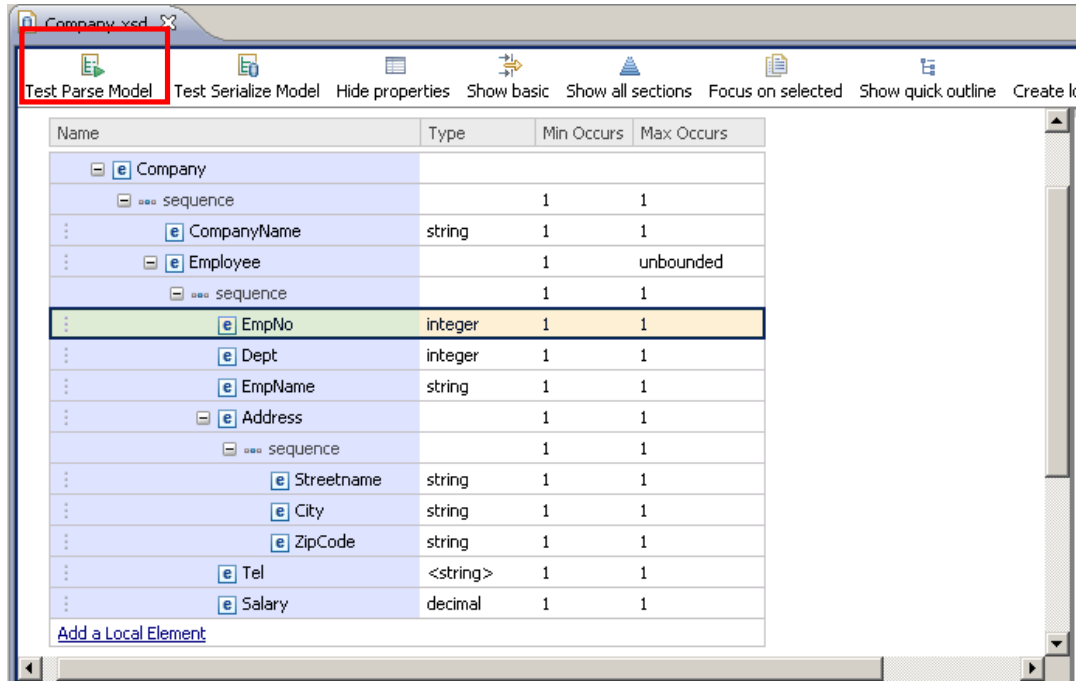 Company.xsd
Test Parse Model Test Serialize Model Hide properties Show basic Show all sections Focus on selected Show quick outline Create
Name Type Min Occurs Max Occurs
e Company
sequence 1 1
e CompanyName string 1 1
e Employee 1 unbounded
sequence 1 1
e EmpNo integer 1 1
e Dept integer 1 1
e EmpName string 1 1
e Address 1 1
sequence 1 1
e Streetname string 1 1
e City string 1 1
e ZipCode string 1 1
e Tel <string> 1 1
e Salary decimal 1 1
Add a Local Element